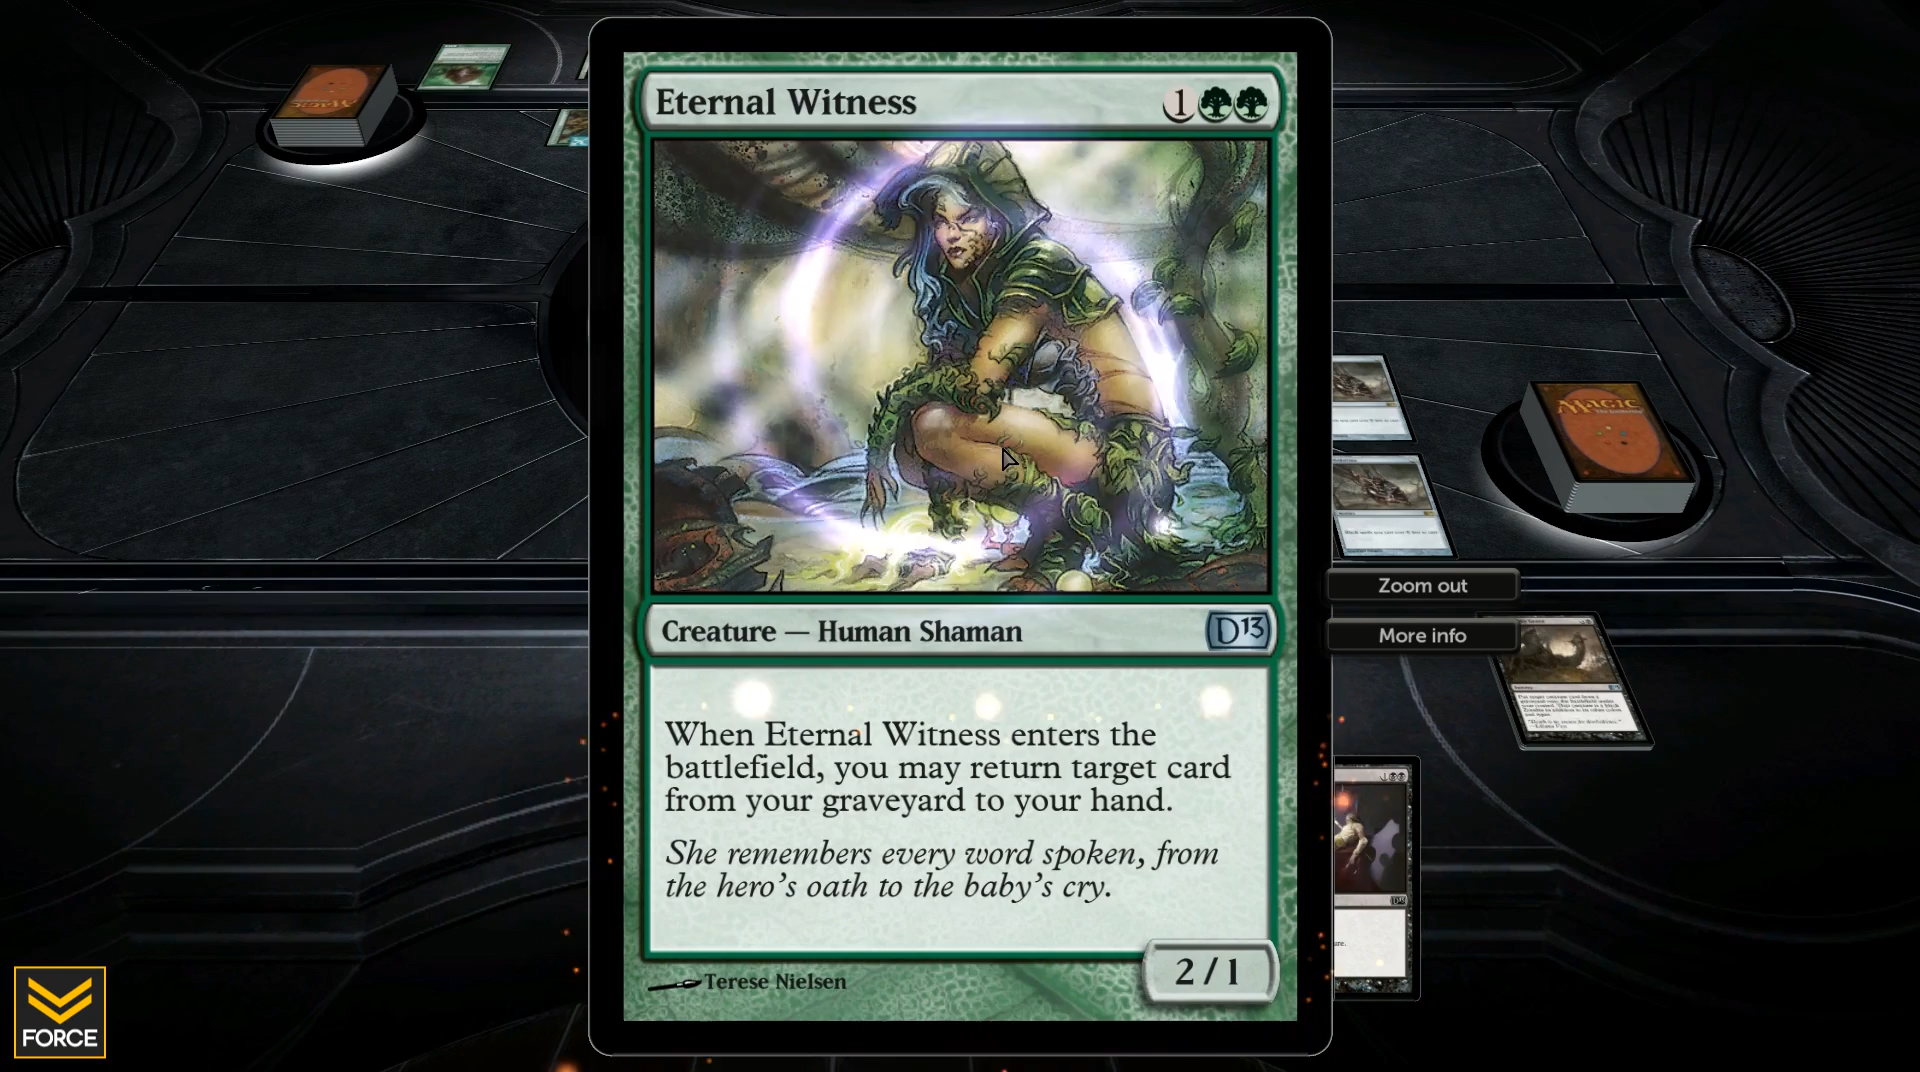 Eternal Witness
1
Creature — Human Shaman
D13
When Eternal Witness enters the
battlefield, you may return target card
from your graveyard to your hand.
She remembers every word spoken, from
the hero's oath to the baby's cry.
Terese Nielsen
2/1
MAGIC
Zoom out
More info
D13
FORCE